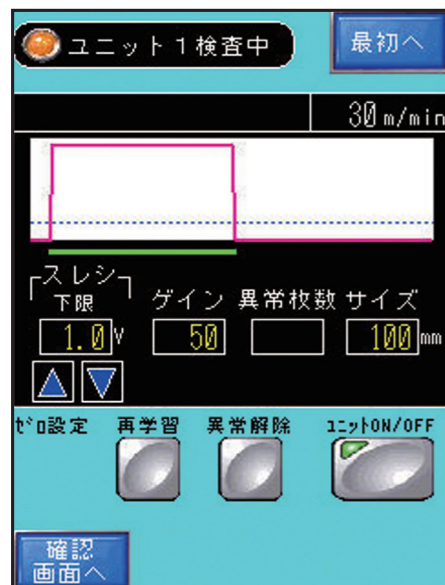 ユニット1検査中
最初へ
30m/min
スレシ
下限
ゲイン 異常枚数 サイズ
1.0V 50 100mm
ｾﾞﾛ設定 再学習 異常解除 ﾕﾆｯﾄON/OFF
確認
画面へ